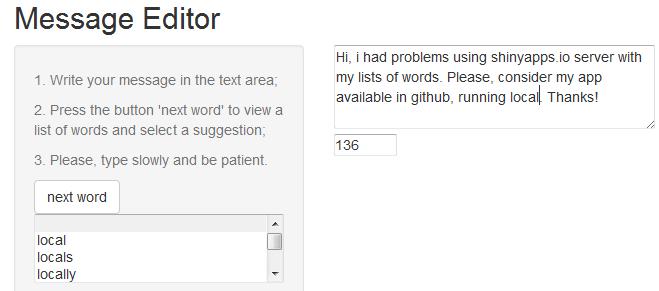 Message Editor
1. Write your message in the text area;
2. Press the button 'next word' to view a
list of words and select a suggestion;
3. Please, type slowly and be patient.
next word
local
locals
locally
Hi, i had problems using shinyapps.io server with
my lists of words. Please, consider my app
available in github, running local. Thanks!
136